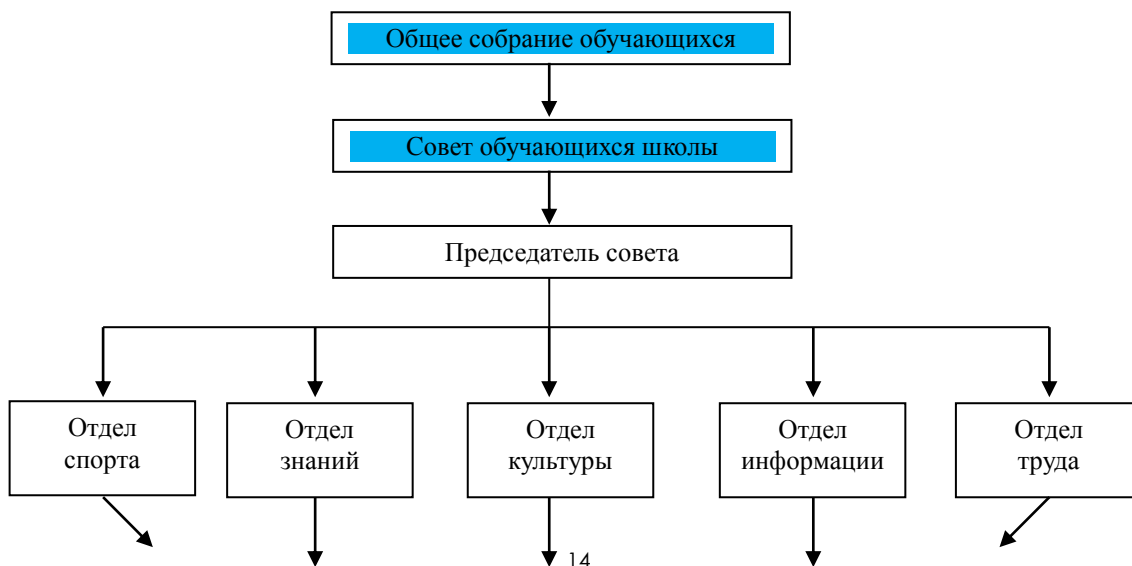 Общее собрание обучающихся
Совет обучающихся школы
Председатель совета
Отдел
спорта
Отдел
знаний
Отдел
культуры
Отдел
информации
Отдел
труда
14